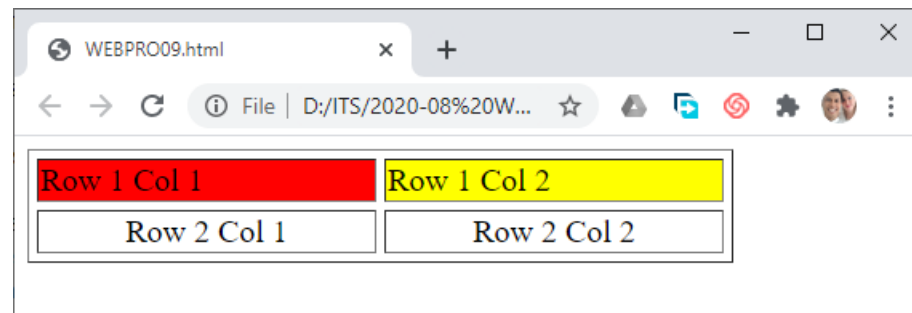 WEBPRO09.html
File | D:/ITS/2020-08%20W...
Row 1 Col 1 Row 1 Col 2
Row 2 Col 1 Row 2 Col 2